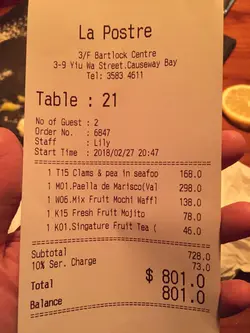 La Postre
3/F Bartlock Centre
3-9 Yiu Wa Street.Causeway Bay
Tel: 3583 4611
Table : 21
No of Guest : 2
Order No. : 6847
Staff : Lily
Start Time : 2018/02/27 20:47
1 T15 Clams & pea in seafoo 168.0
1 M01.Paella de Marisco(Val 298.0
1 W06.Mix Fruit Mochi Waffl 138.0
1 K15 Fresh Fruit Mojito 78.0
1 K01.Singature Fruit Tea ( 46.0
Subtotal 728.0
10% Ser. Charge 73.0
Total $ 801.0
Balance 801.0